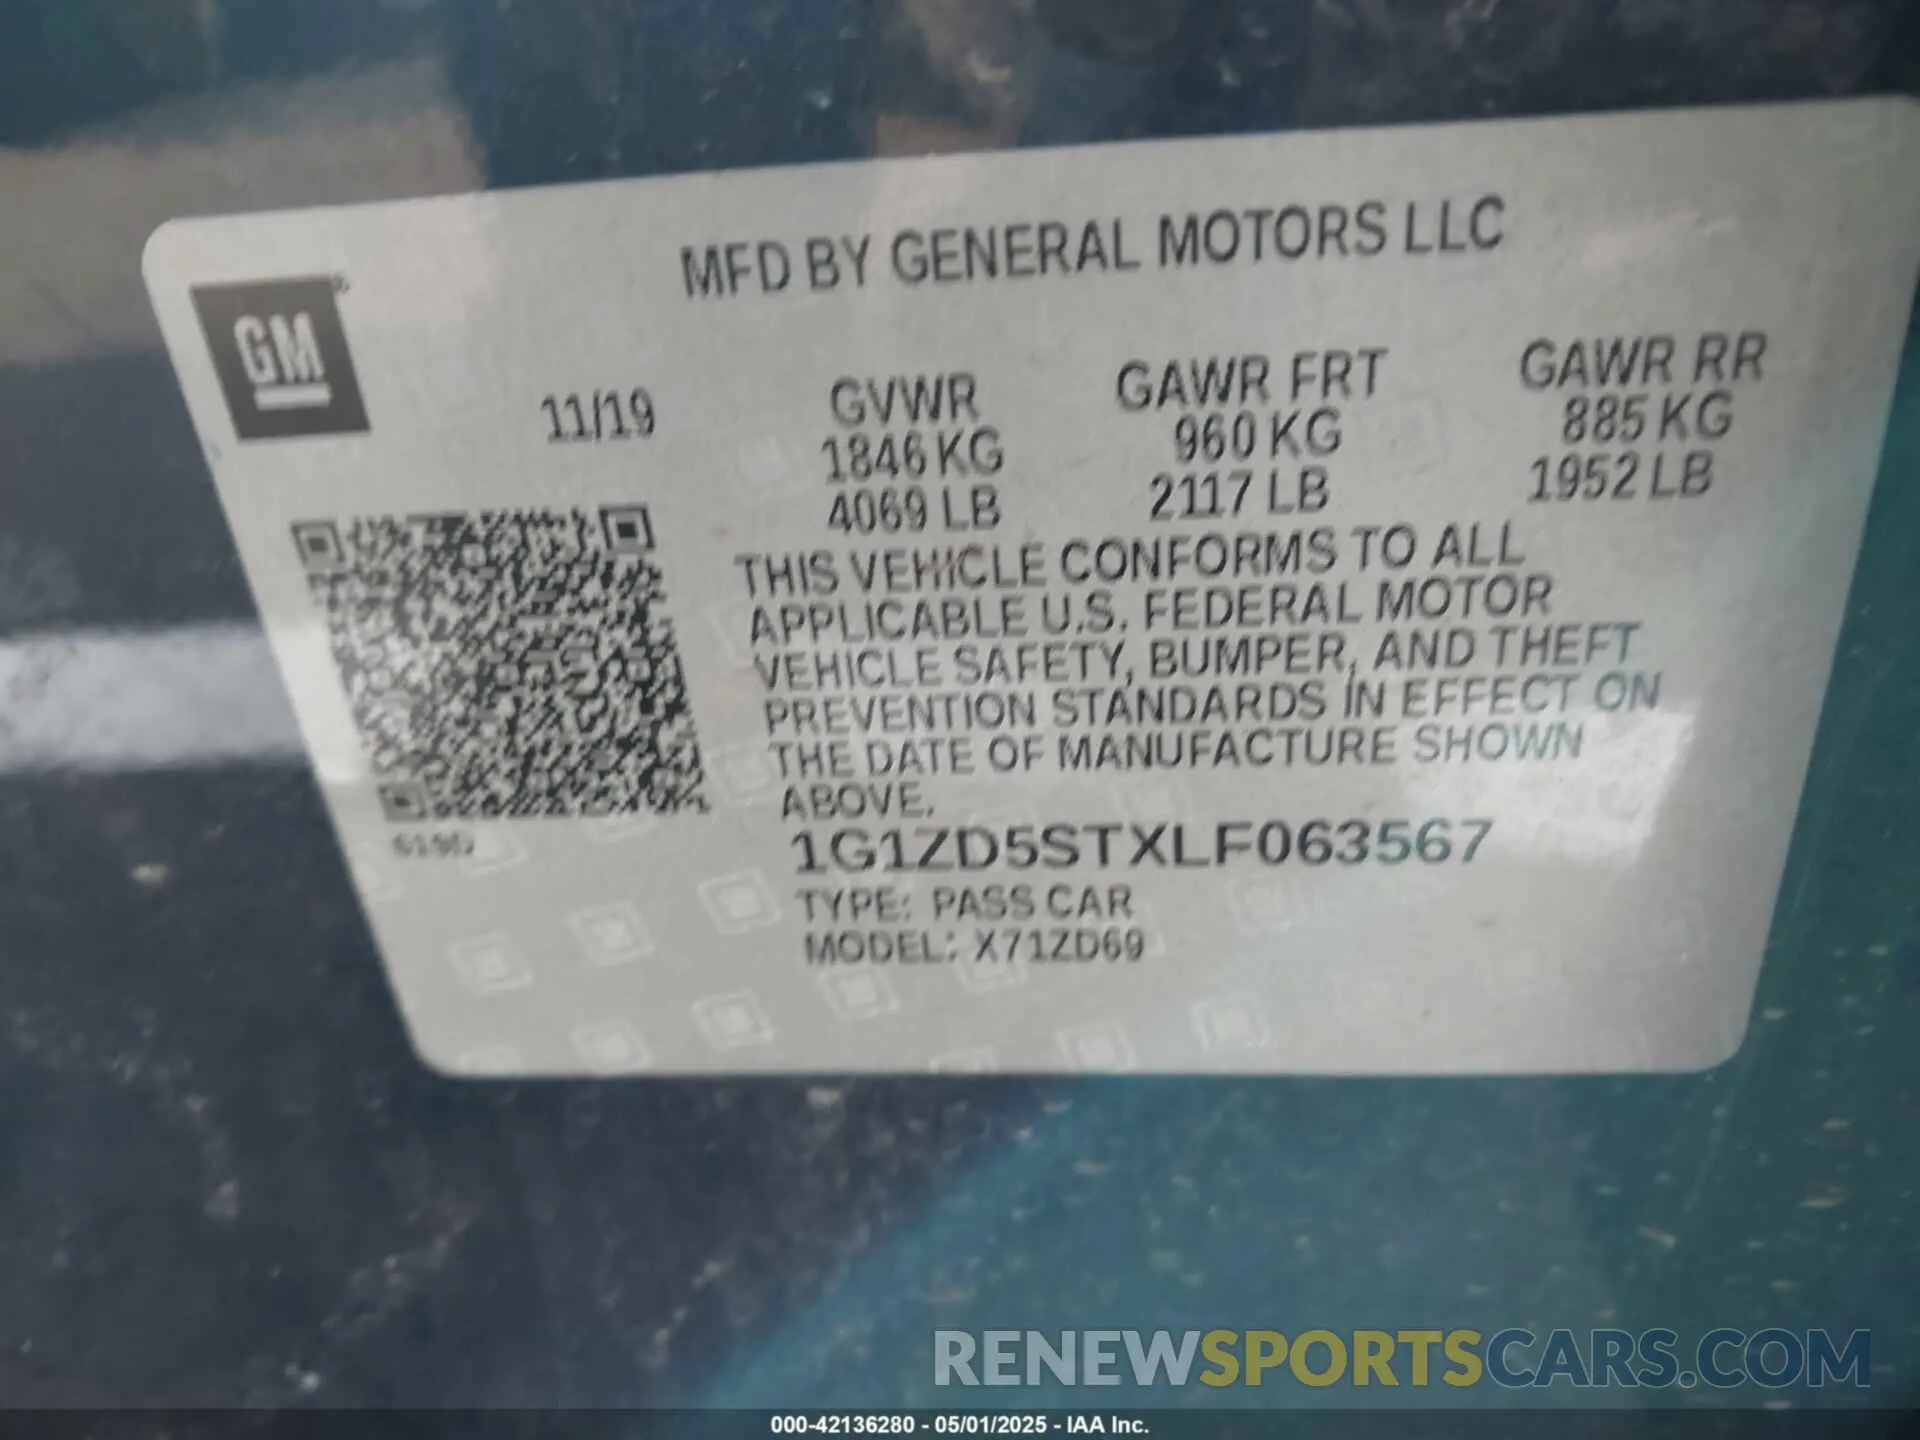 MFD BY GENERAL MOTORS LLC
GM
11/19
GVWR
1846 KG
4069 LB
GAWR FRT
960 KG
2117 LB
GAWR RR
885 KG
1952 LB
THIS VEHICLE CONFORMS TO ALL
APPLICABLE U.S. FEDERAL MOTOR
VEHICLE SAFETY, BUMPER, AND THEFT
PREVENTION STANDARDS IN EFFECT ON
THE DATE OF MANUFACTURE SHOWN
ABOVE.
1G1ZD5STXLF063567
TYPE: PASS CAR
MODEL: X71ZD69
RENEWSPORTSCARS.COM
000-42136280 - 05/01/2025 - IAA Inc.